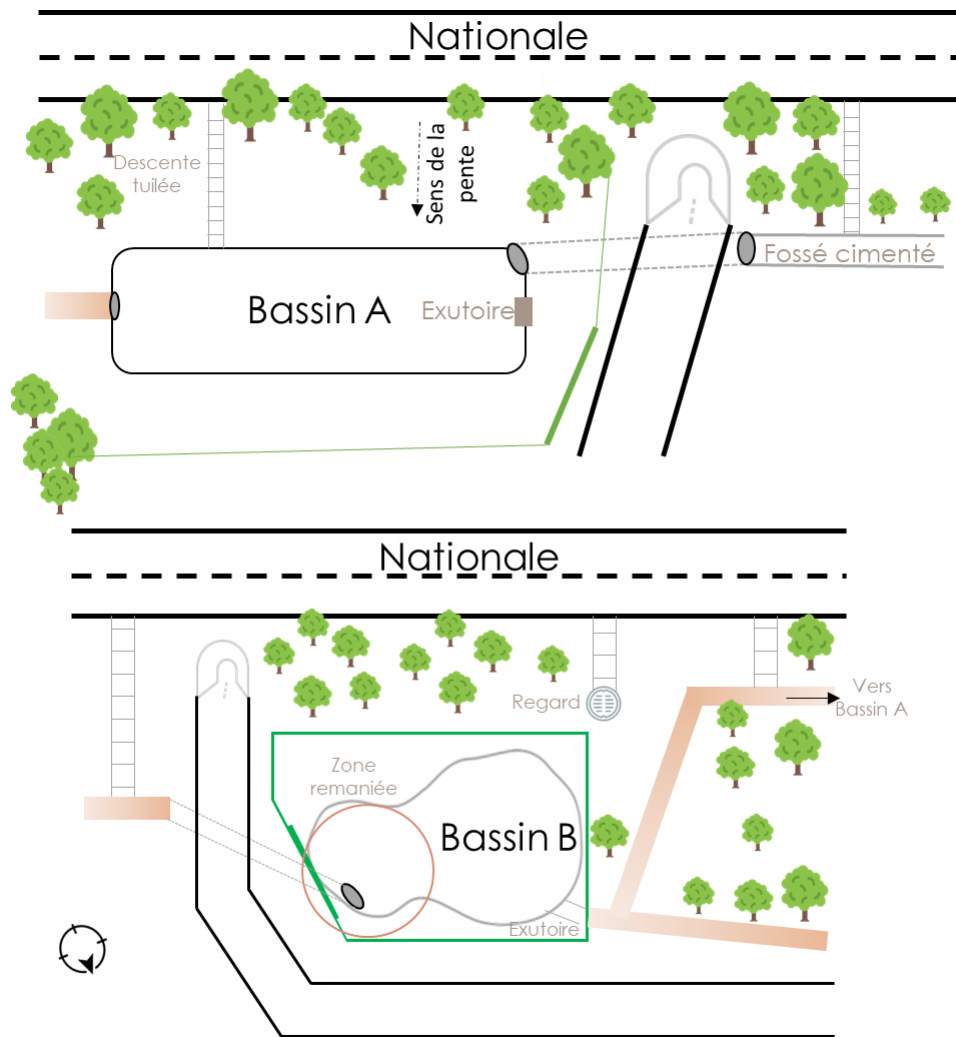 Nationale
Descente
tuilée
Sens de la
pente
Fossé cimenté
Bassin A
Exutoire
Nationale
Regard
Vers
Bassin A
Zone
remaniée
Bassin B
Exutoire